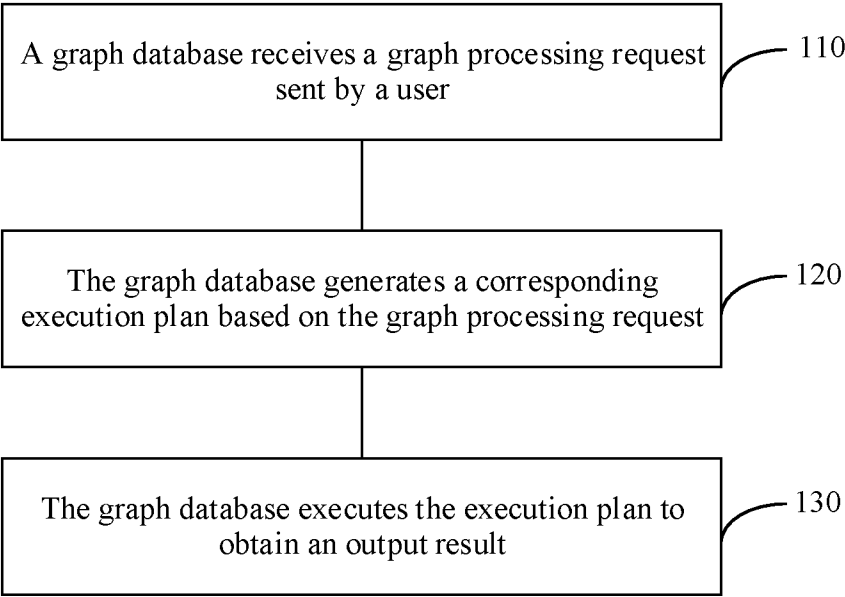 A graph database receives a graph processing request
sent by a user
110
The graph database generates a corresponding
execution plan based on the graph processing request
120
The graph database executes the execution plan to
obtain an output result
130